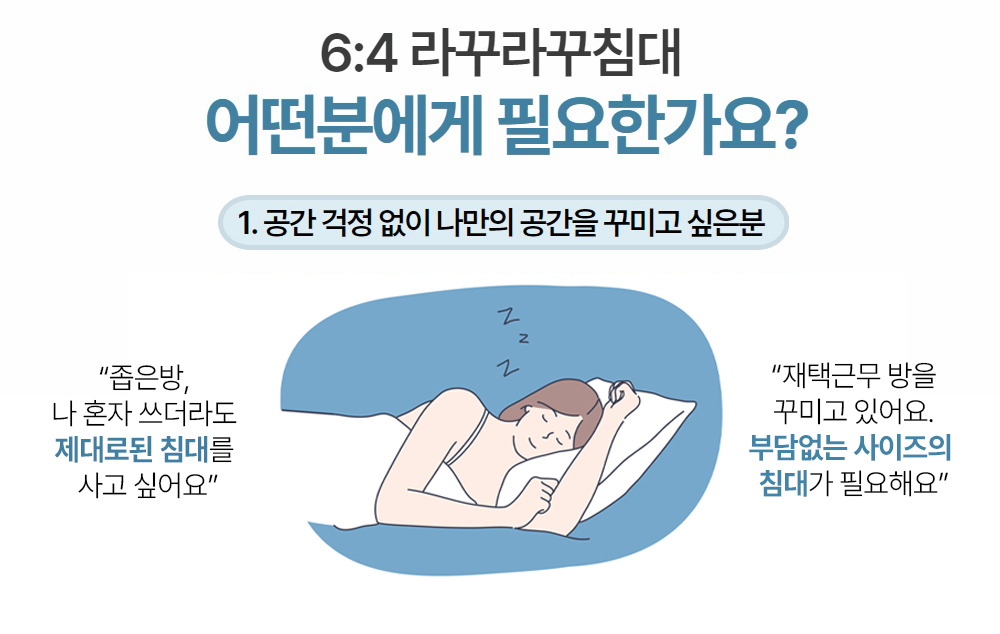 6:4 라꾸라꾸침대
어떤분에게 필요한가요?
1. 공간 걱정 없이 나만의 공간을 꾸미고 싶은분
z
z
z
"좁은방,
나 혼자 쓰더라도
제대로된 침대를
사고 싶어요"
"재택근무 방을
꾸미고 있어요.
부담없는 사이즈의
침대가 필요해요"